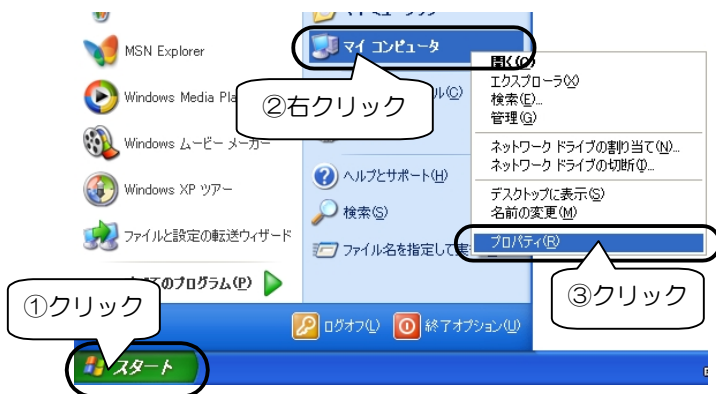 MSN Explorer
マイ コンピュータ
開く(O)
エクスプローラ(X)
検索(E)...
管理(G)
ネットワーク ドライブの割り当て(N)...
ネットワーク ドライブの切断(I)...
デスクトップに表示(S)
名前の変更(M)
プロパティ(R)
②右クリック
Windows Media Pla
ル(C)
Windows ムービー メーカー
Windows XP ツアー
ヘルプとサポート(H)
ファイルと設定の転送ウィザード
検索(S)
ファイル名を指定して実
てのプログラム(P)
①クリック
③クリック
ログオフ(L)
終了オプション(U)
スタート